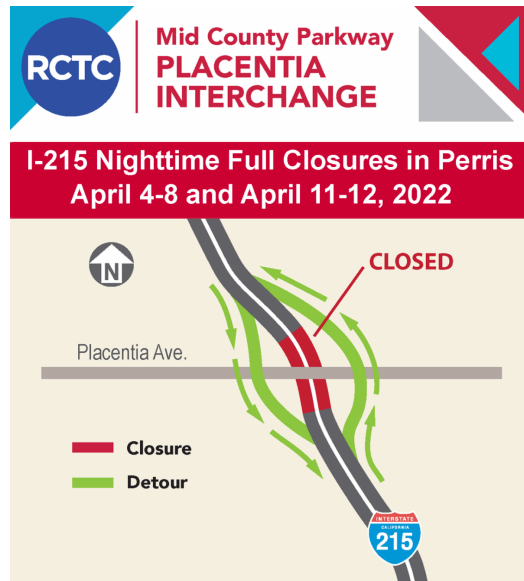 RCTC
Mid County Parkway
PLACENTIA
INTERCHANGE
I-215 Nighttime Full Closures in Perris
April 4-8 and April 11-12, 2022
N
CLOSED
Placentia Ave.
Closure
Detour
INTERSTATE
CALIFORNIA
215